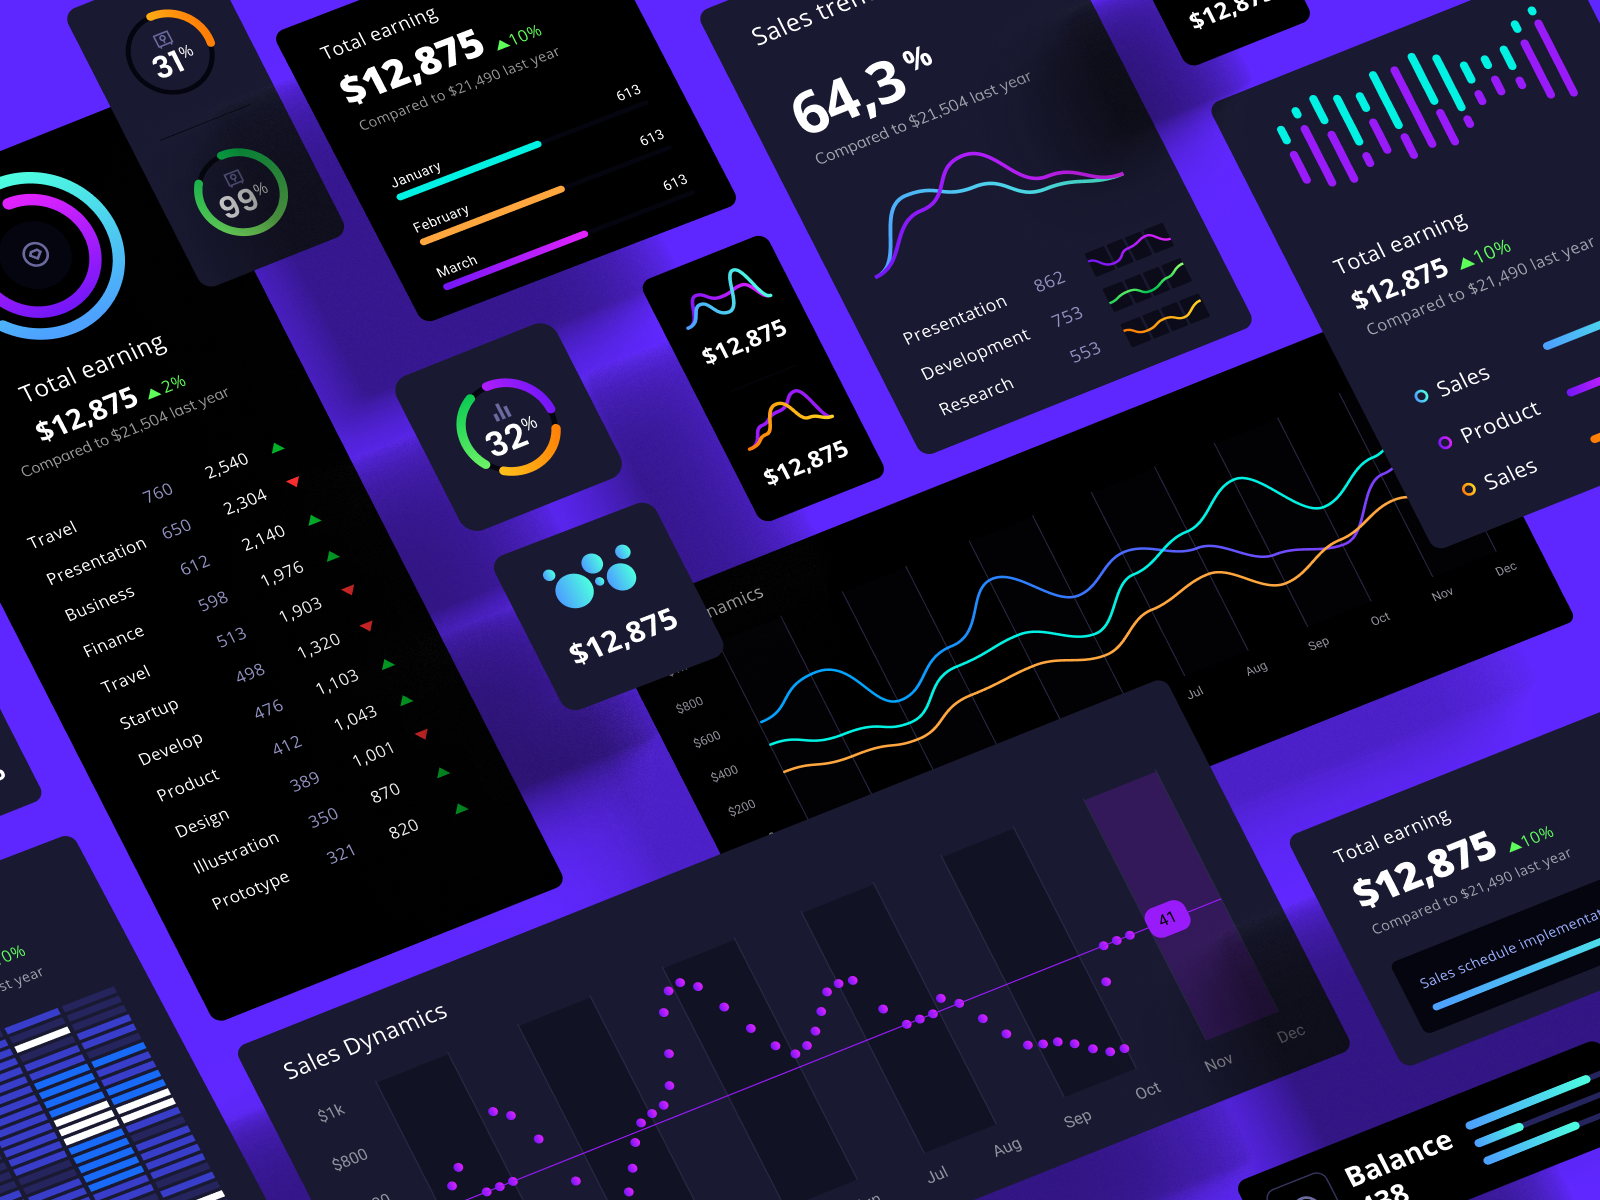 31%
99%
Total earning
$12,875 ▲10%
Compared to $21,490 last year
January 613
February 613
March 613
Sales
64,3%
Compared to $21,504 last year
Presentation 862
Development 753
Research 553
Total earning
$12,875 ▲10%
Compared to $21,490 last year
Sales
Product
Sales
Total earning
$12,875 ▲2%
Compared to $21,504 last year
Travel 760 2,540 ▲
Presentation 650 2,304 ▼
Business 612 2,140 ▲
Finance 598 1,976 ▲
Travel 513 1,903 ▼
Startup 498 1,320 ▼
Develop 476 1,103 ▲
Product 412 1,043 ▲
Design 389 1,001 ▼
Illustration 350 870 ▲
Prototype 321 820 ▲
32%
$12,875
$12,875
$12,875
namics
$800
$600
$400
$200
Jul
Aug
Sep
Oct
Nov
Dec
Sales Dynamics
$1k
$800
41
Jul
Aug
Sep
Oct
Nov
Dec
Total earning
$12,875 ▲10%
Compared to $21,490 last year
Sales schedule
Balance
0%
year